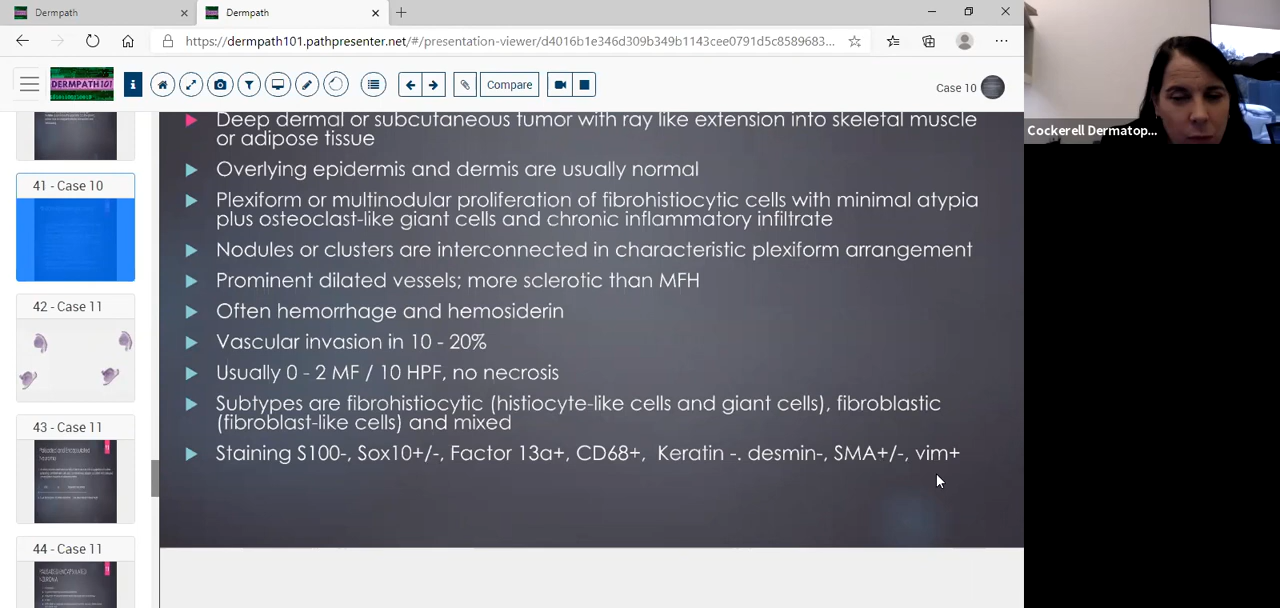 Dermpath
Dermpath
https://dermpath101.pathpresenter.net/#/presentation-viewer/d4016b1e346d309b349b1143cee0791d5c8589683...
DERMPATH101
Compare
Case 10
Cockerell Dermatop...
41 - Case 10
42 - Case 11
43 - Case 11
44 - Case 11
Deep dermal or subcutaneous tumor with ray like extension into skeletal muscle
or adipose tissue
Overlying epidermis and dermis are usually normal
Plexiform or multinodular proliferation of fibrohistiocytic cells with minimal atypia
plus osteoclast-like giant cells and chronic inflammatory infiltrate
Nodules or clusters are interconnected in characteristic plexiform arrangement
Prominent dilated vessels; more sclerotic than MFH
Often hemorrhage and hemosiderin
Vascular invasion in 10 - 20%
Usually 0 - 2 MF / 10 HPF, no necrosis
Subtypes are fibrohistiocytic (histiocyte-like cells and giant cells), fibroblastic
(fibroblast-like cells) and mixed
Staining S100-, Sox10+/-, Factor 13a+, CD68+, Keratin -. desmin-, SMA+/-, vim+